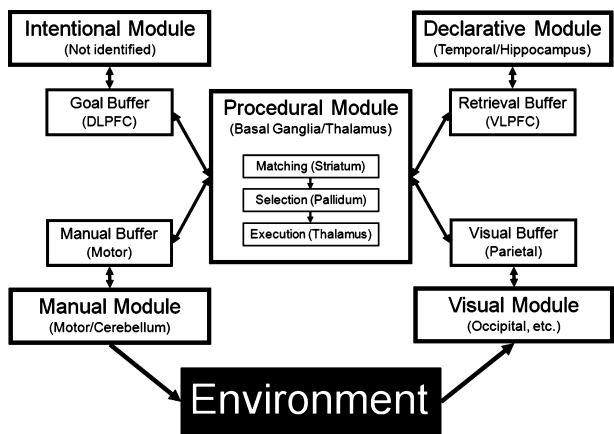 Intentional Module
(Not identified)
Declarative Module
(Temporal/Hippocampus)
Goal Buffer
(DLPFC)
Procedural Module
(Basal Ganglia/Thalamus)
Matching (Striatum)
Selection (Pallidum)
Execution (Thalamus)
Retrieval Buffer
(VLPFC)
Manual Buffer
(Motor)
Visual Buffer
(Parietal)
Manual Module
(Motor/Cerebellum)
Visual Module
(Occipital, etc.)
Environment